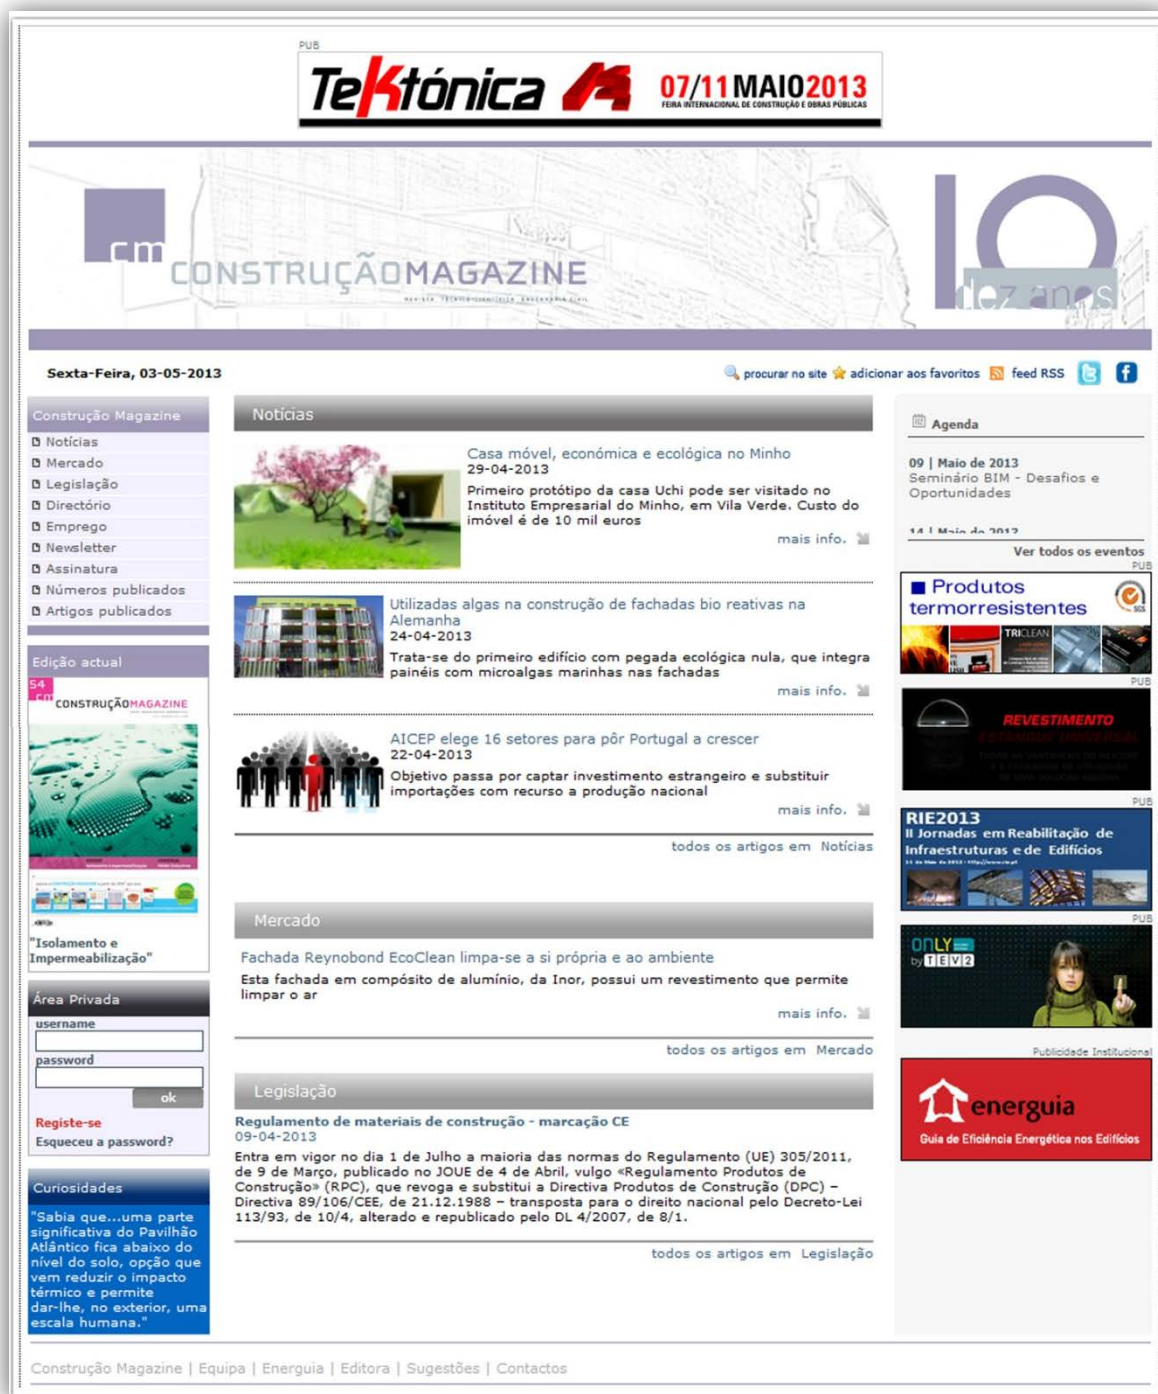 PUB
Tektónica 07/11 MAIO2013
FEIRA INTERNACIONAL DE CONSTRUÇÃO E OBRAS PÚBLICAS
cm
CONSTRUÇÃOMAGAZINE
REVISTA TÉCNICO-CIENTÍFICA ENGENHARIA CIVIL
10
dez anos
Sexta-Feira, 03-05-2013
procurar no site adicionar aos favoritos feed RSS
Construção Magazine
Notícias
Mercado
Legislação
Directório
Emprego
Newsletter
Assinatura
Números publicados
Artigos publicados
Edição actual
54
cm CONSTRUÇÃOMAGAZINE
"Isolamento e
Impermeabilização"
Área Privada
username
password
ok
Registe-se
Esqueceu a password?
Curiosidades
"Sabia que...uma parte
significativa do Pavilhão
Atlântico fica abaixo do
nível do solo, opção que
vem reduzir o impacto
térmico e permite
dar-lhe, no exterior, uma
escala humana."
Notícias
Casa móvel, económica e ecológica no Minho
29-04-2013
Primeiro protótipo da casa Uchi pode ser visitado no
Instituto Empresarial do Minho, em Vila Verde. Custo do
imóvel é de 10 mil euros
mais info.
Utilizadas algas na construção de fachadas bio reativas na
Alemanha
24-04-2013
Trata-se do primeiro edifício com pegada ecológica nula, que integra
painéis com microalgas marinhas nas fachadas
mais info.
AICEP elege 16 setores para pôr Portugal a crescer
22-04-2013
Objetivo passa por captar investimento estrangeiro e substituir
importações com recurso a produção nacional
mais info.
todos os artigos em Notícias
Mercado
Fachada Reynobond EcoClean limpa-se a si própria e ao ambiente
Esta fachada em compósito de alumínio, da Inor, possui um revestimento que permite
limpar o ar
mais info.
todos os artigos em Mercado
Legislação
Regulamento de materiais de construção - marcação CE
09-04-2013
Entra em vigor no dia 1 de Julho a maioria das normas do Regulamento (UE) 305/2011,
de 9 de Março, publicado no JOUE de 4 de Abril, vulgo «Regulamento Produtos de
Construção» (RPC), que revoga e substitui a Directiva Produtos de Construção (DPC) –
Directiva 89/106/CEE, de 21.12.1988 – transposta para o direito nacional pelo Decreto-Lei
113/93, de 10/4, alterado e republicado pelo DL 4/2007, de 8/1.
todos os artigos em Legislação
Agenda
09 | Maio de 2013
Seminário BIM - Desafios e
Oportunidades
14 | Maio de 2013
Ver todos os eventos
PUB
Produtos
termorresistentes
SGS
TRICLEAN
PUB
REVESTIMENTO
ESTANQUE UNIVERSAL
PUB
RIE2013
II Jornadas em Reabilitação de
Infraestruturas e de Edifícios
PUB
ONLY
by TEV2
Publicidade Institucional
energuia
Guia de Eficiência Energética nos Edifícios
Construção Magazine | Equipa | Energuia | Editora | Sugestões | Contactos